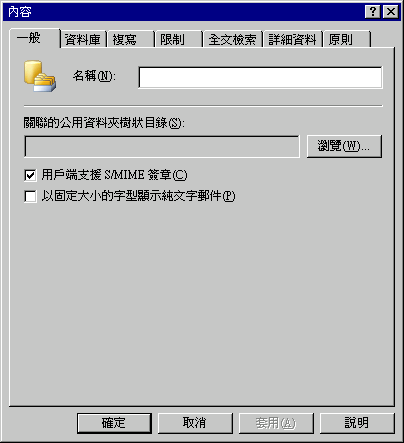 內容
一般 資料庫 複寫 限制 全文檢索 詳細資料 原則
名稱(N):
關聯的公用資料夾樹狀目錄(S):
瀏覽(W)...
用戶端支援 S/MIME 簽章(C)
以固定大小的字型顯示純文字郵件(P)
確定 取消 套用(A) 說明